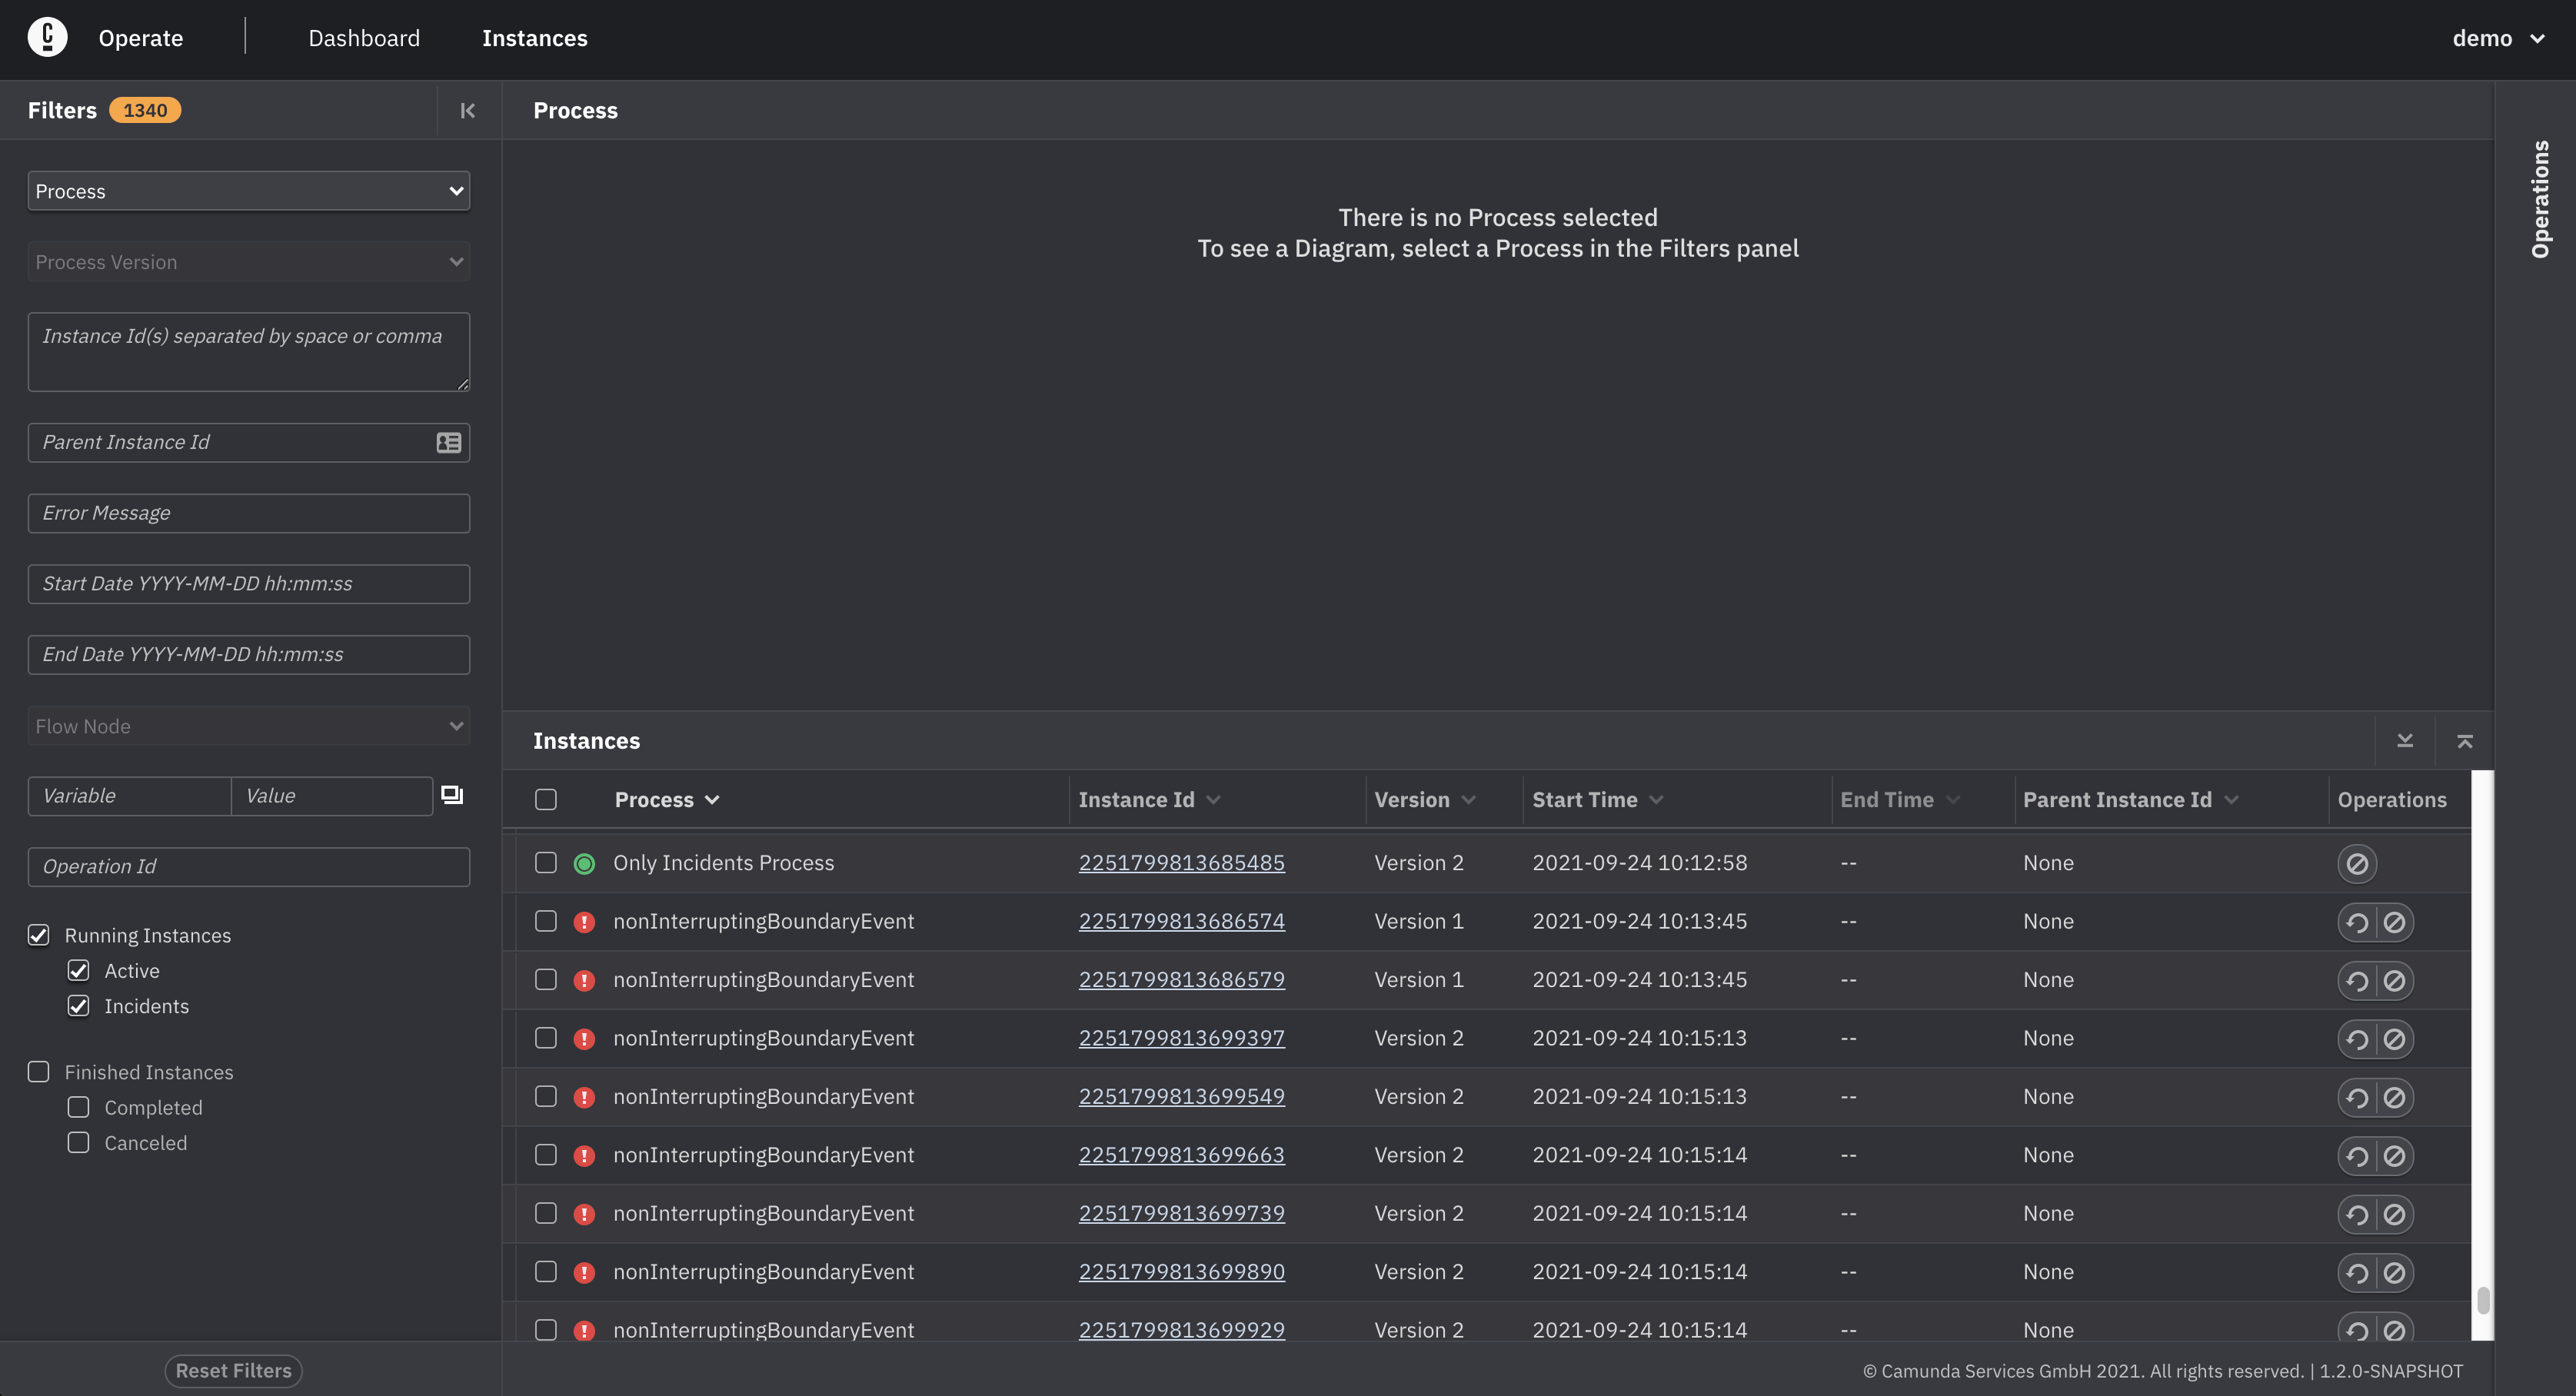 Operate
Dashboard
Instances
demo
Filters 1340
Process
Process Version
Instance Id(s) separated by space or comma
Parent Instance Id
Error Message
Start Date YYYY-MM-DD hh:mm:ss
End Date YYYY-MM-DD hh:mm:ss
Flow Node
Variable Value
Operation Id
Running Instances
Active
Incidents
Finished Instances
Completed
Canceled
Reset Filters
Process
There is no Process selected
To see a Diagram, select a Process in the Filters panel
Operations
Instances
Process Instance Id Version Start Time End Time Parent Instance Id Operations
Only Incidents Process 2251799813685485 Version 2 2021-09-24 10:12:58 -- None
nonInterruptingBoundaryEvent 2251799813686574 Version 1 2021-09-24 10:13:45 -- None
nonInterruptingBoundaryEvent 2251799813686579 Version 1 2021-09-24 10:13:45 -- None
nonInterruptingBoundaryEvent 2251799813699397 Version 2 2021-09-24 10:15:13 -- None
nonInterruptingBoundaryEvent 2251799813699549 Version 2 2021-09-24 10:15:13 -- None
nonInterruptingBoundaryEvent 2251799813699663 Version 2 2021-09-24 10:15:14 -- None
nonInterruptingBoundaryEvent 2251799813699739 Version 2 2021-09-24 10:15:14 -- None
nonInterruptingBoundaryEvent 2251799813699890 Version 2 2021-09-24 10:15:14 -- None
nonInterruptingBoundaryEvent 2251799813699929 Version 2 2021-09-24 10:15:14 -- None
© Camunda Services GmbH 2021. All rights reserved. | 1.2.0-SNAPSHOT